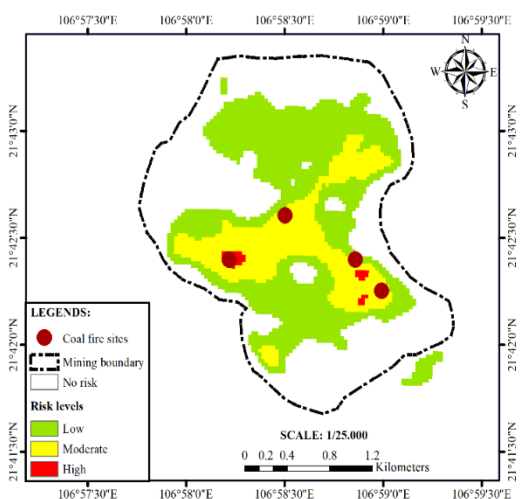 106°57'30"E 106°58'0"E 106°58'30"E 106°59'0"E 106°59'30"E
N
W E
S
21°43'0"N
21°43'0"N
21°42'30"N
21°42'30"N
21°42'0"N
21°42'0"N
21°41'30"N
21°41'30"N
LEGENDS:
Coal fire sites
Mining boundary
No risk
Risk levels
Low
Moderate
High
SCALE: 1/25.000
0 0.2 0.4 0.8 1.2
Kilometers
106°57'30"E 106°58'0"E 106°58'30"E 106°59'0"E 106°59'30"E